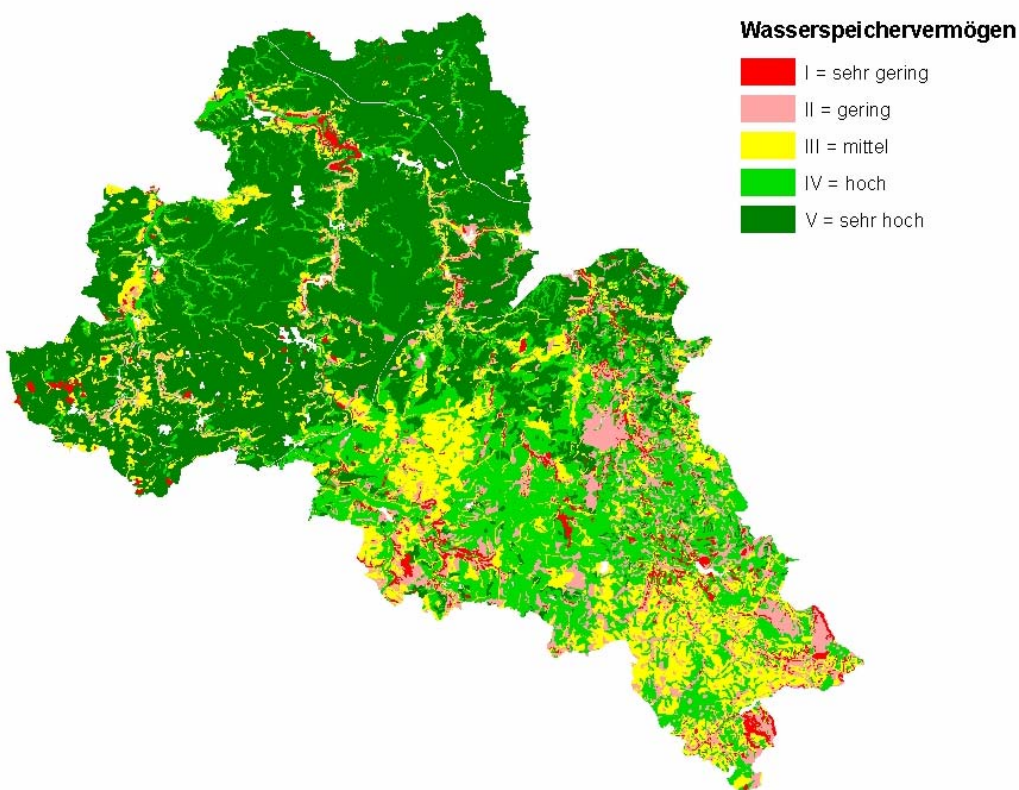 Wasserspeichervermögen
I = sehr gering
II = gering
III = mittel
IV = hoch
V = sehr hoch